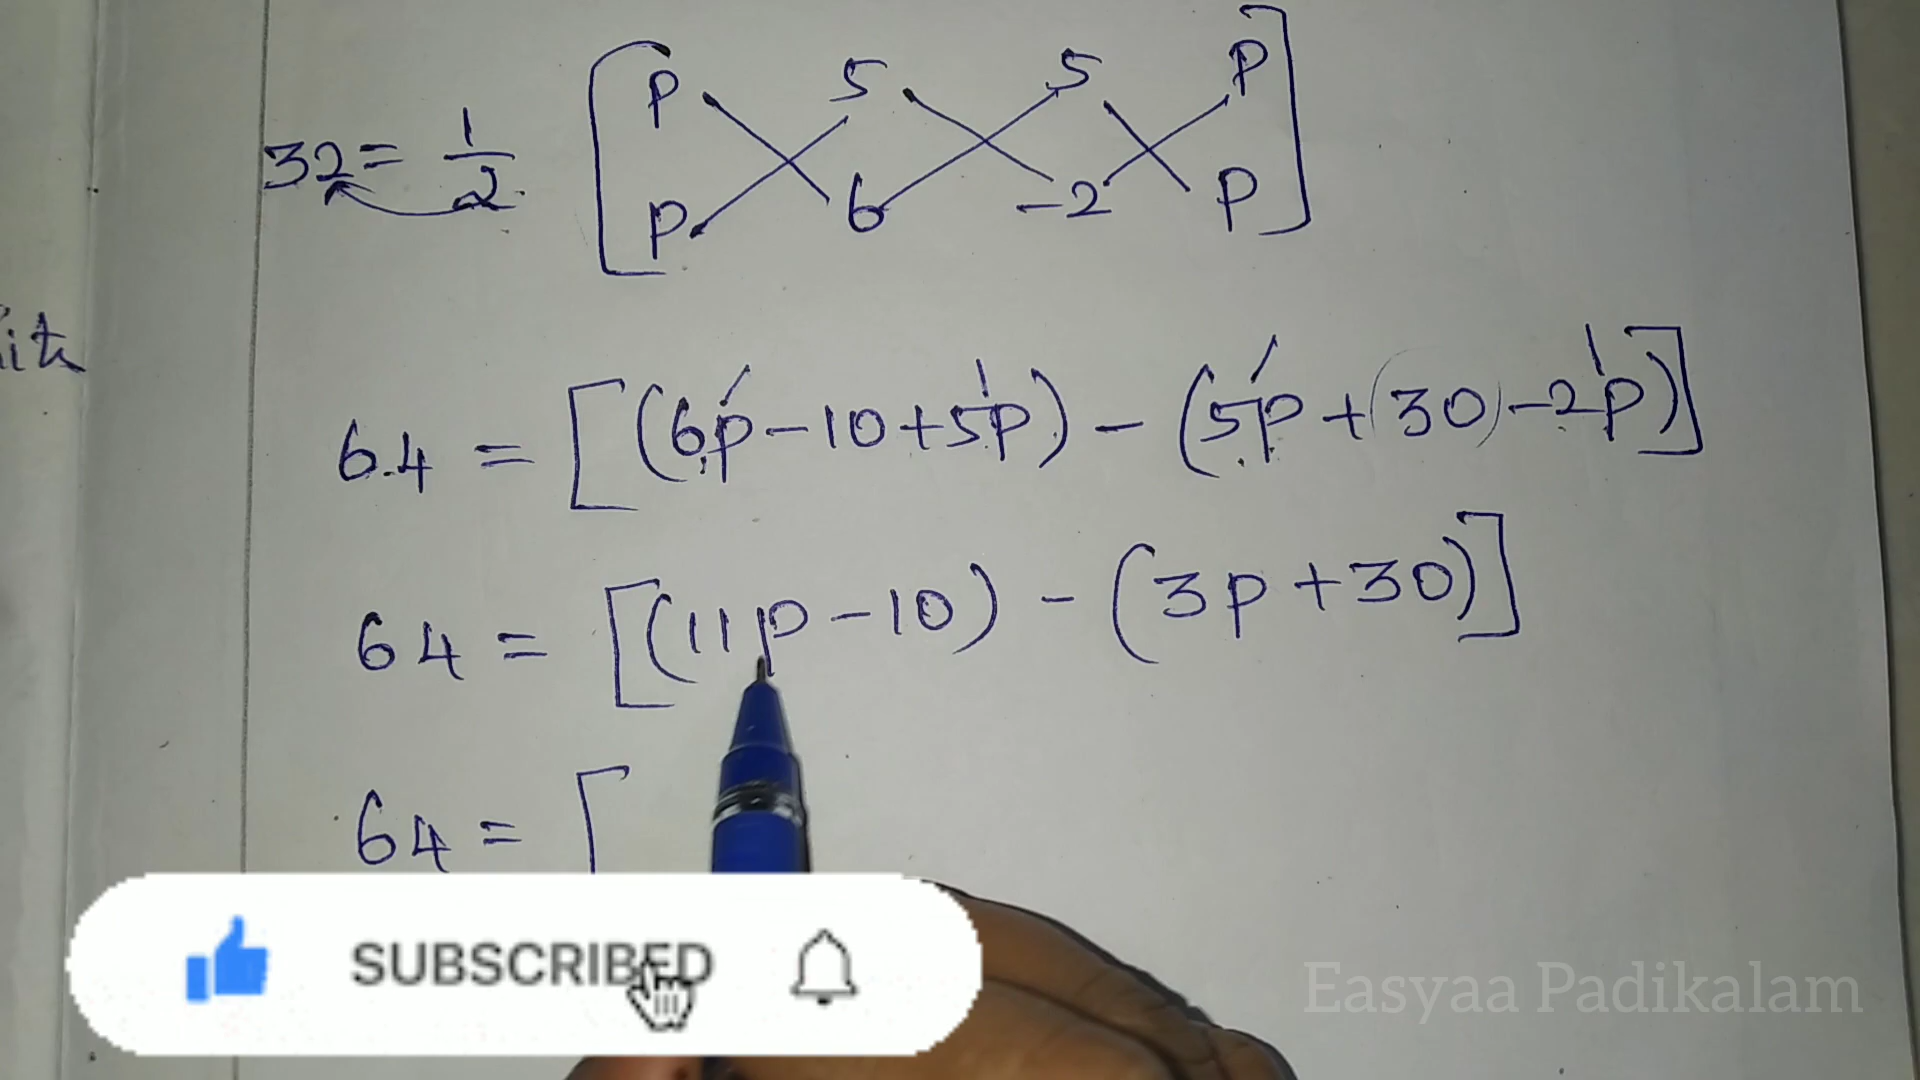 P 5 5 P
32 = 1/2
P 6 -2 P
64 = [(6P - 10 + 5P) - (5P + (30) - 2P)]
64 = [(11P - 10) - (3P + 30)]
64 = [
SUBSCRIBED
Easyaa Padikalam